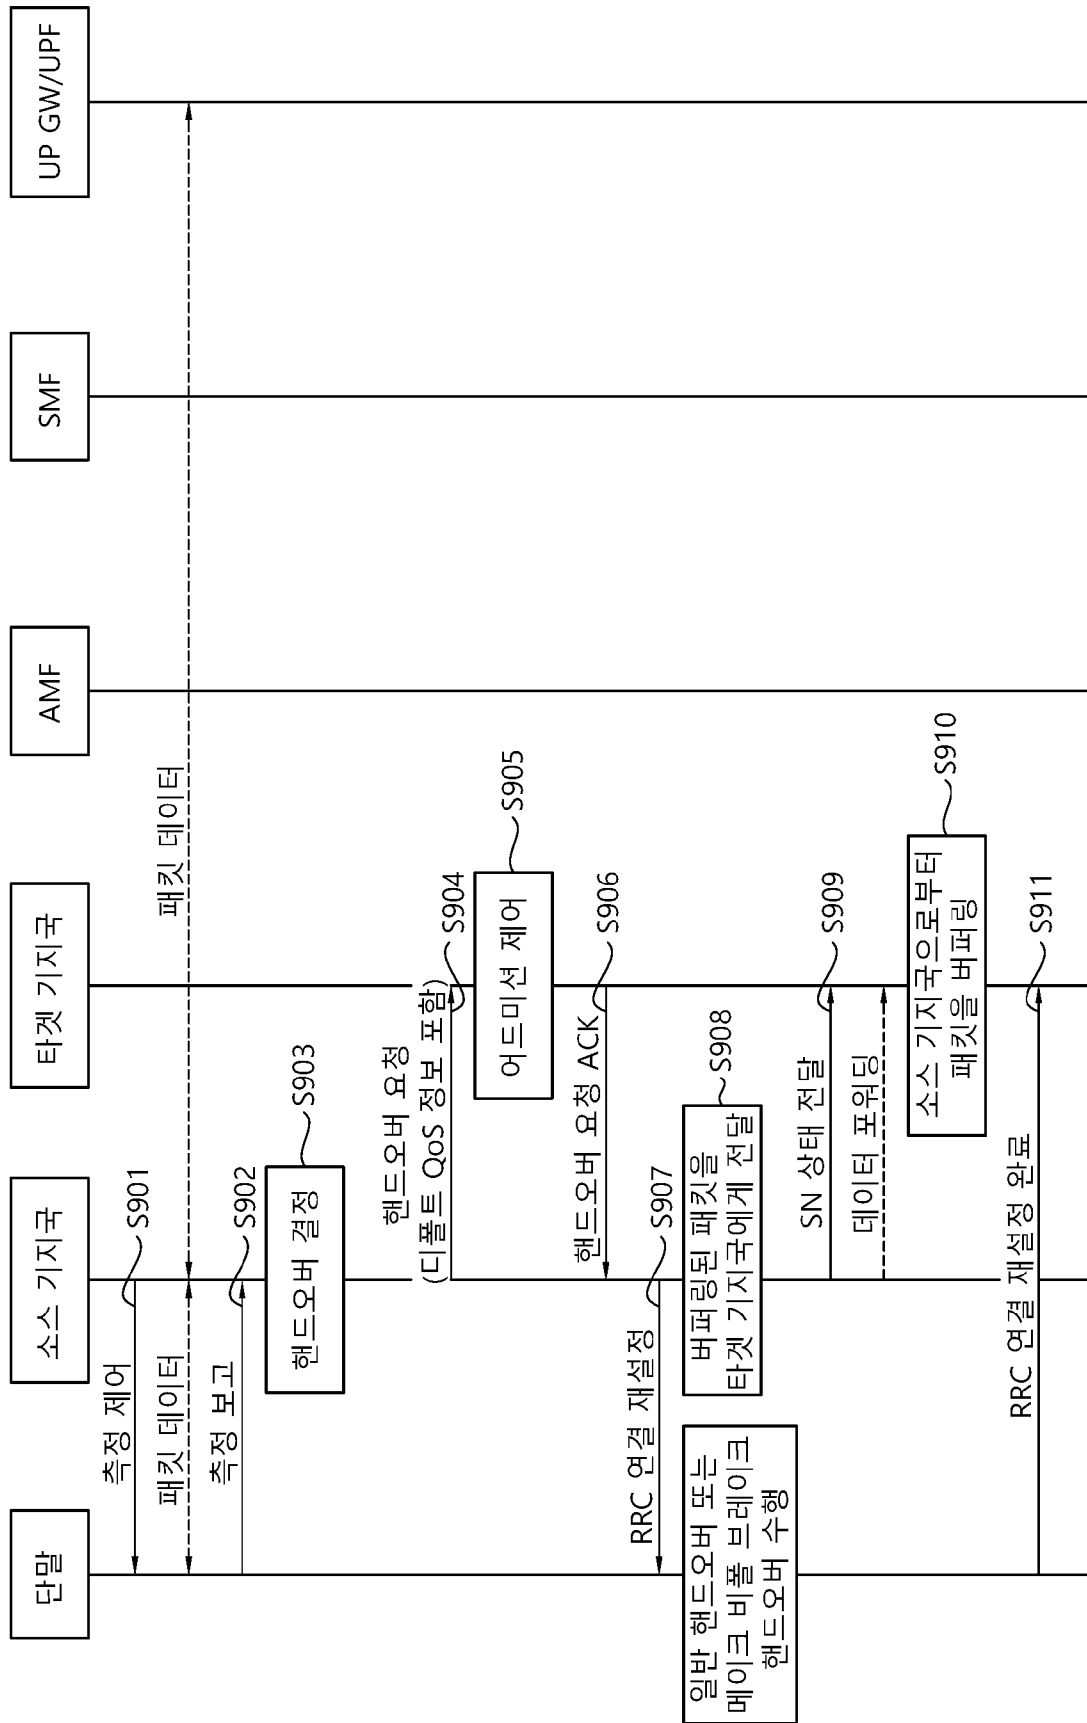 단말
소스 기지국
타겟 기지국
AMF
SMF
UP GW/UPF
측정 제어
S901
패킷 데이터
패킷 데이터
측정 보고
S902
핸드오버 결정
S903
핸드오버 요청
(디폴트 QoS 정보 포함)
S904
어드미션 제어
S905
핸드오버 요청 ACK
S906
RRC 연결 재설정
S907
일반 핸드오버 또는
메이크 비폴 브레이크
핸드오버 수행
버퍼링된 패킷을
타겟 기지국에게 전달
S908
SN 상태 전달
S909
데이터 포워딩
소스 기지국으로부터
패킷을 버퍼링
S910
RRC 연결 재설정 완료
S911